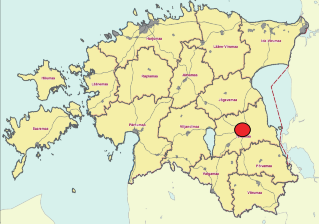 Harjumaa
Lääne-Virumaa
Ida-Virumaa
Hiiumaa
Läänemaa
Raplamaa
Järvamaa
Jõgevamaa
Saaremaa
Pärnumaa
Viljandimaa
Põlvamaa
Valgamaa
Võrumaa